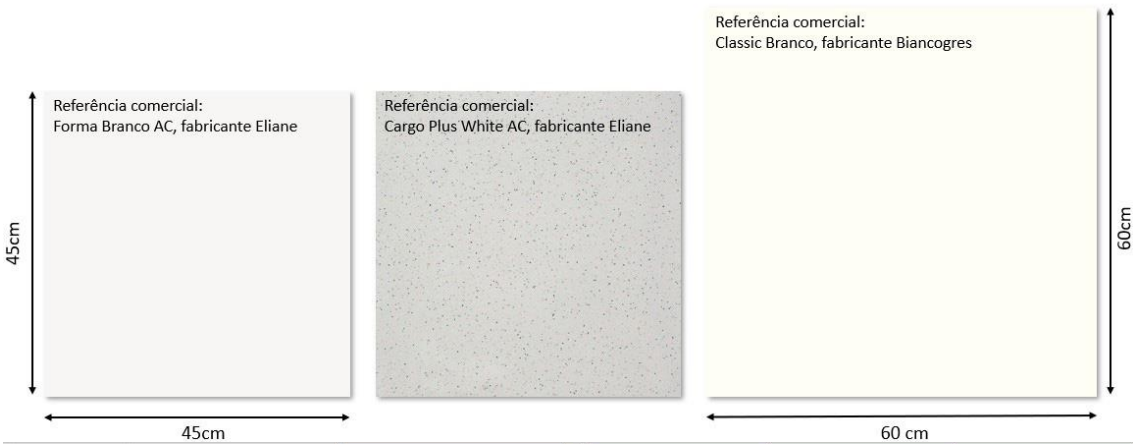 Referência comercial:
Forma Branco AC, fabricante Eliane
45cm
45cm
Referência comercial:
Cargo Plus White AC, fabricante Eliane
Referência comercial:
Classic Branco, fabricante Biancogres
60cm
60 cm